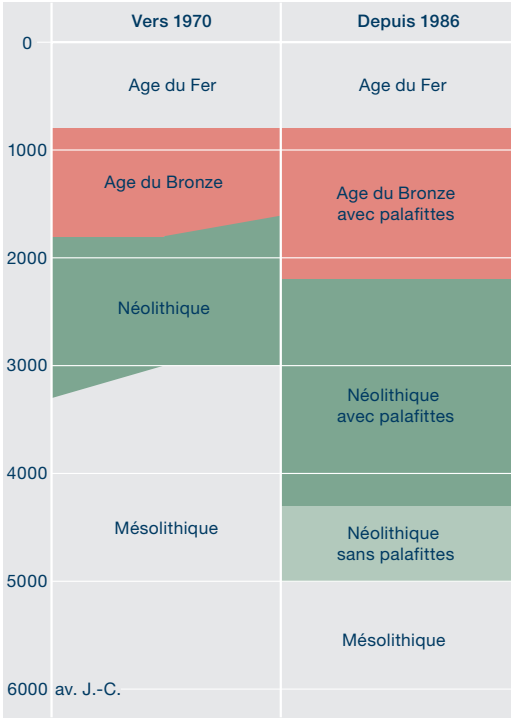 Vers 1970
Depuis 1986
0
Age du Fer
Age du Fer
1000
Age du Bronze
Age du Bronze
avec palafittes
2000
Néolithique
3000
Néolithique
avec palafittes
4000
Mésolithique
Néolithique
sans palafittes
5000
Mésolithique
6000 av. J.-C.